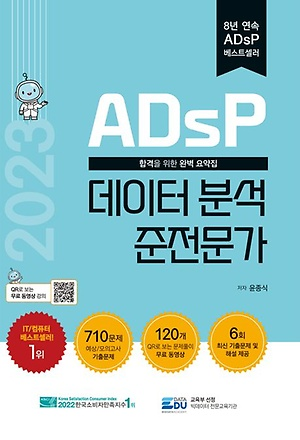 8년 연속
ADsP
베스트셀러
2023
ADsP
합격을 위한 완벽 요약집
데이터 분석
준전문가
저자 윤종식
QR로 보는
무료 동영상 강의
IT/컴퓨터
베스트셀러!
1위
710문제
예상/모의고사
기출문제
120개
QR로 보는 문제풀이
무료 동영상
6회
최신 기출문제 및
해설 제공
Korea Satisfaction Consumer Index
2022한국소비자만족지수1위
DATA
EDU
교육부 선정
빅데이터 전문교육기관